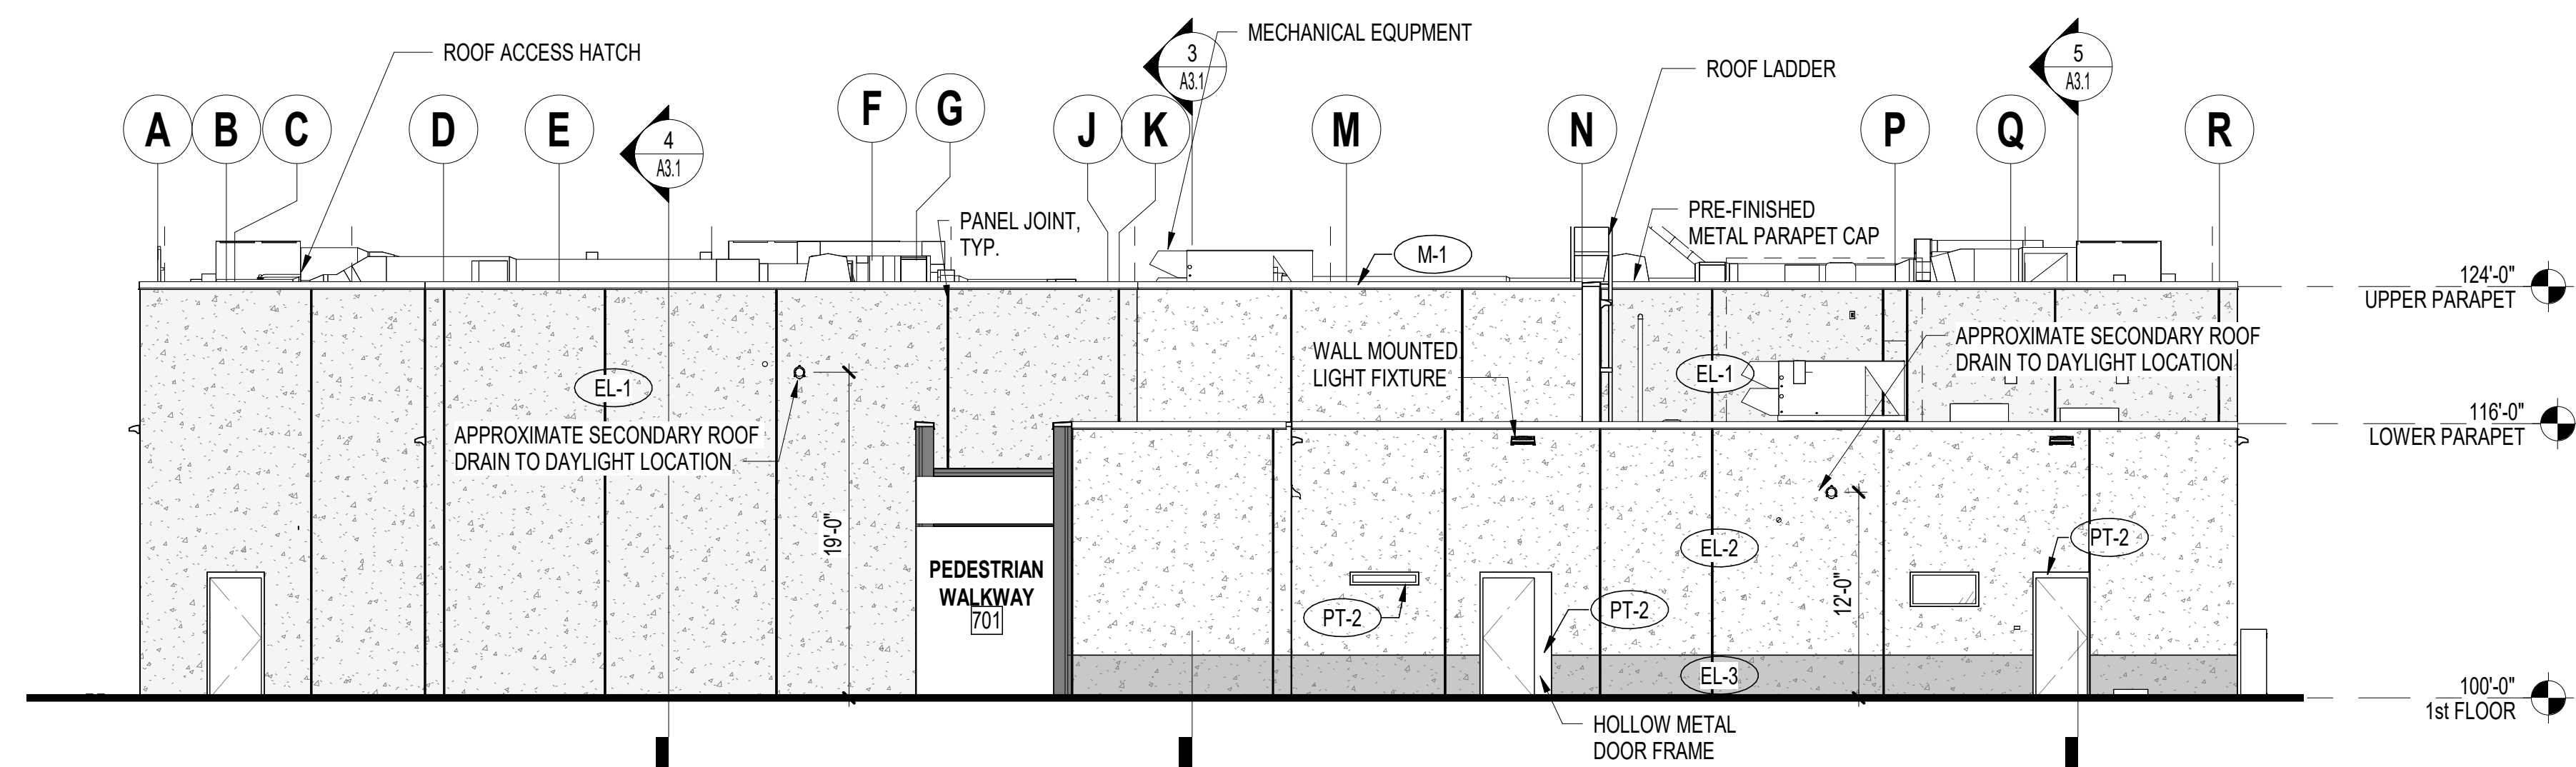 ROOF ACCESS HATCH
MECHANICAL EQUPMENT
ROOF LADDER
3
A3.1
5
A3.1
4
A3.1
A
B
C
D
E
F
G
J
K
M
N
P
Q
R
PANEL JOINT,
TYP.
M-1
PRE-FINISHED
METAL PARAPET CAP
124'-0"
UPPER PARAPET
APPROXIMATE SECONDARY ROOF
DRAIN TO DAYLIGHT LOCATION
WALL MOUNTED
LIGHT FIXTURE
EL-1
EL-1
116'-0"
LOWER PARAPET
APPROXIMATE SECONDARY ROOF
DRAIN TO DAYLIGHT LOCATION
19'-0"
PEDESTRIAN
WALKWAY
701
EL-2
PT-2
12'-0"
PT-2
PT-2
EL-3
100'-0"
1st FLOOR
HOLLOW METAL
DOOR FRAME